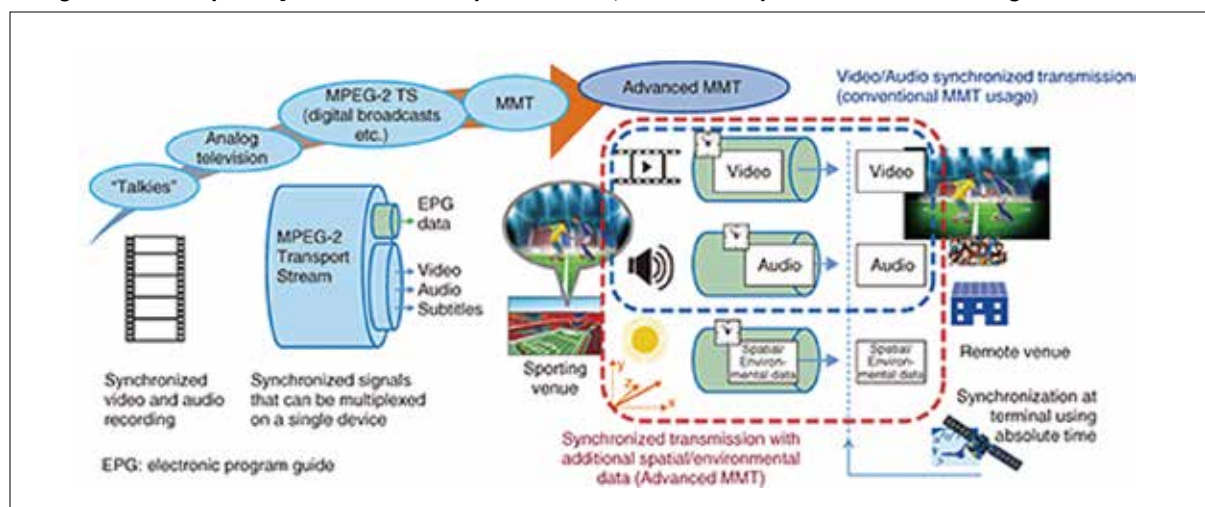 "Talkies"
Analog
television
MPEG-2 TS
(digital broadcasts
etc.)
MMT
Advanced MMT
Video/Audio synchronized transmission
(conventional MMT usage)
MPEG-2
Transport
Stream
EPG
data
Video
Audio
Subtitles
Video
Video
Audio
Audio
Spatial/
Environ-
mental data
Spatial/
Environ-
mental data
y
z
x
Sporting
venue
Remote venue
Synchronized
video and audio
recording
Synchronized signals
that can be multiplexed
on a single device
Synchronization at
terminal using
absolute time
Synchronized transmission with
additional spatial/environmental
data (Advanced MMT)
EPG: electronic program guide